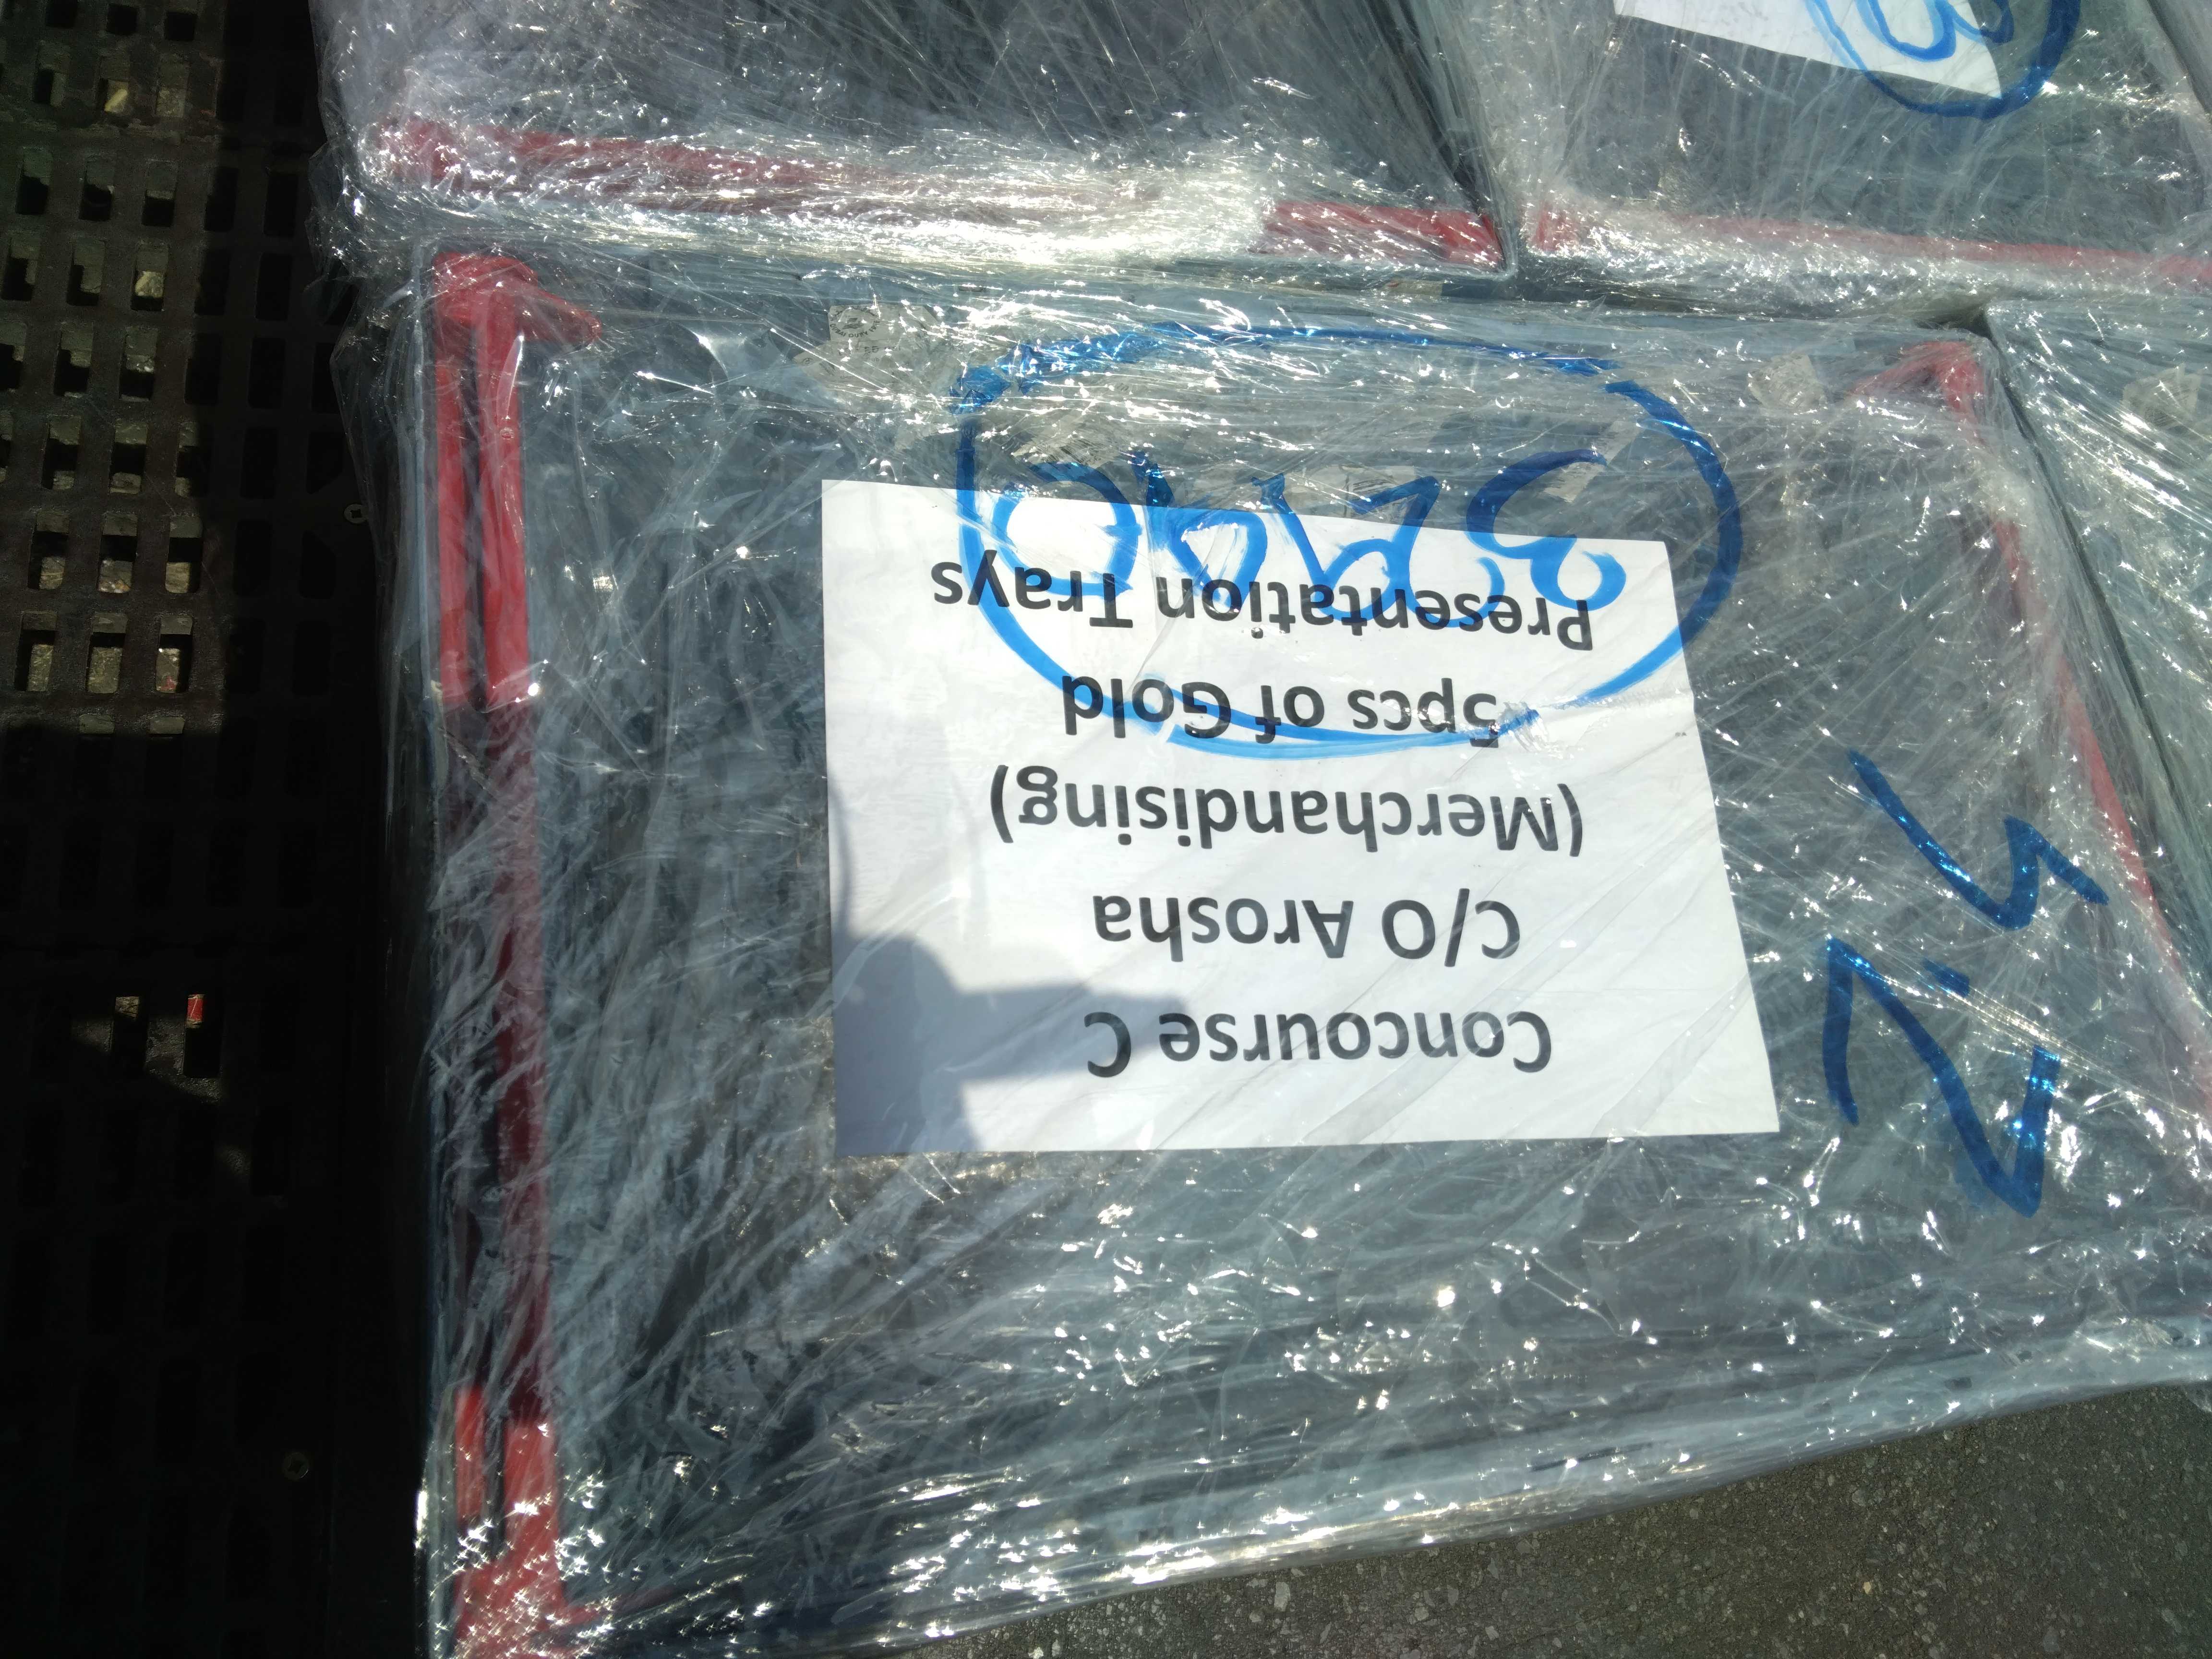 Concourse C
C/O Arosha
(Merchandising)
5pcs of Gold
Presentation Trays